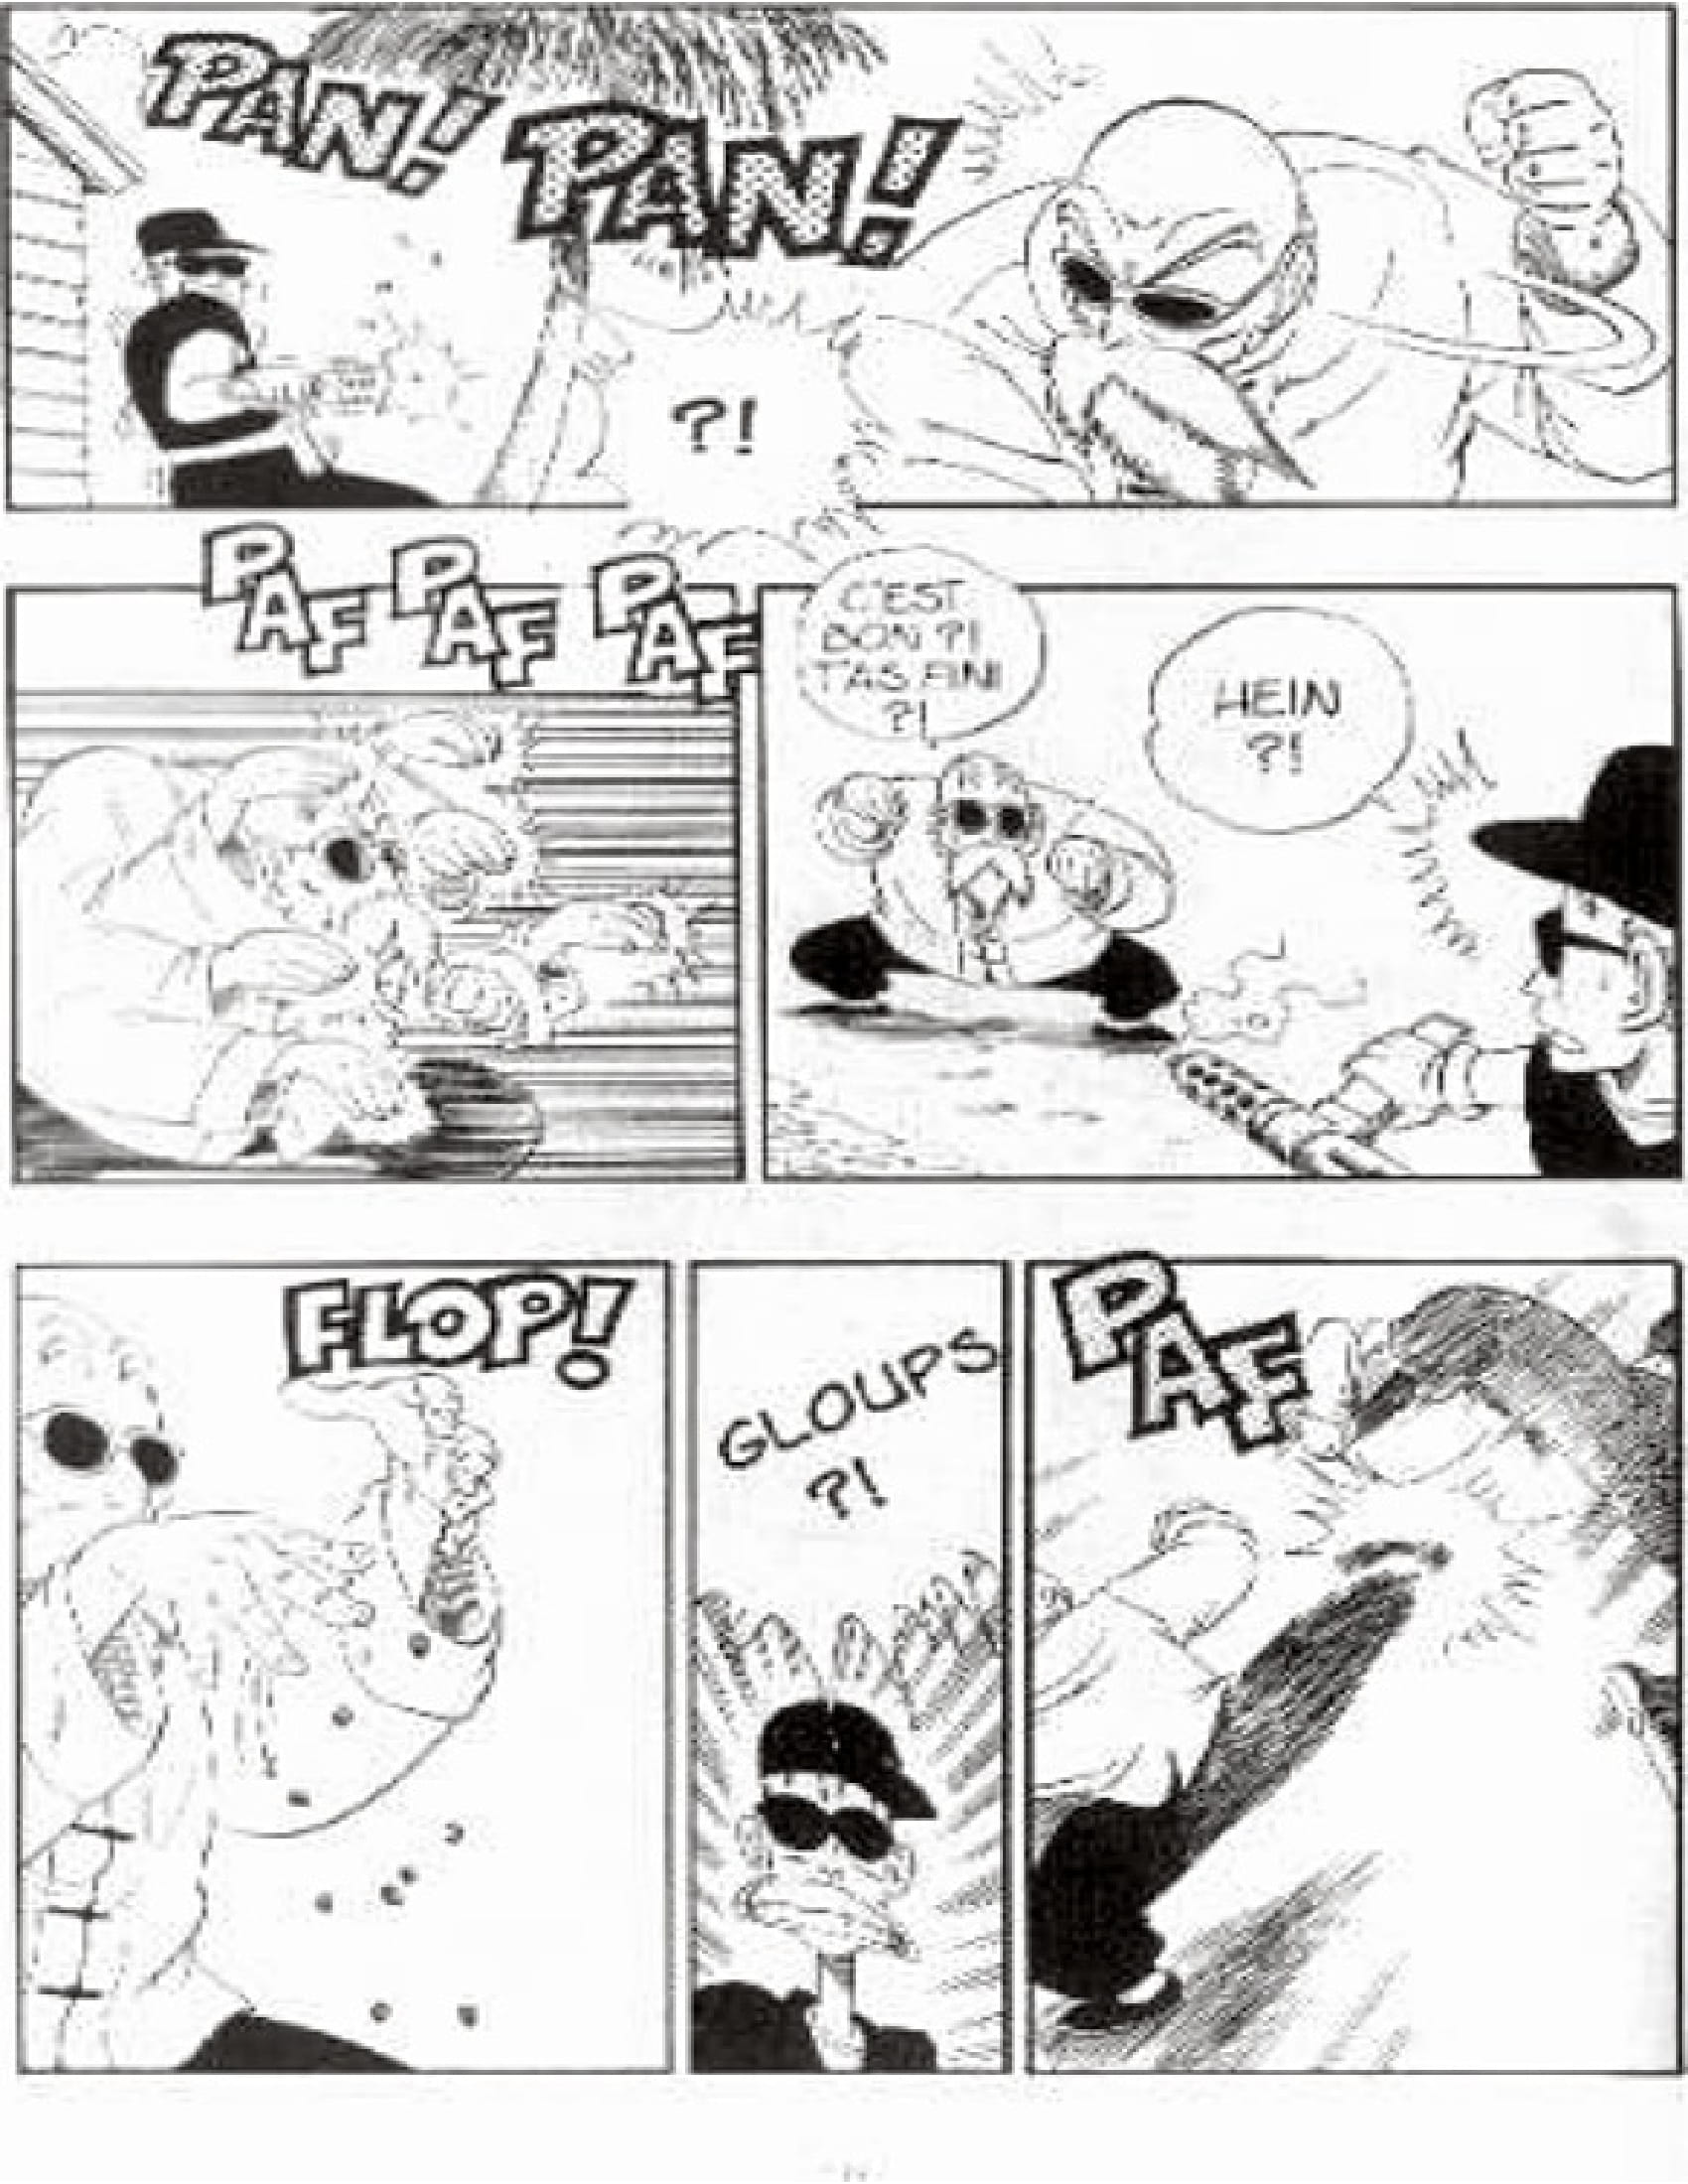 PAN!
PAN!
?!
PAF PAF PAF
C'EST
BON ?!
T'AS FINI
?!
HEIN
?!
FLOP!
GLOUPS
?!
PAF